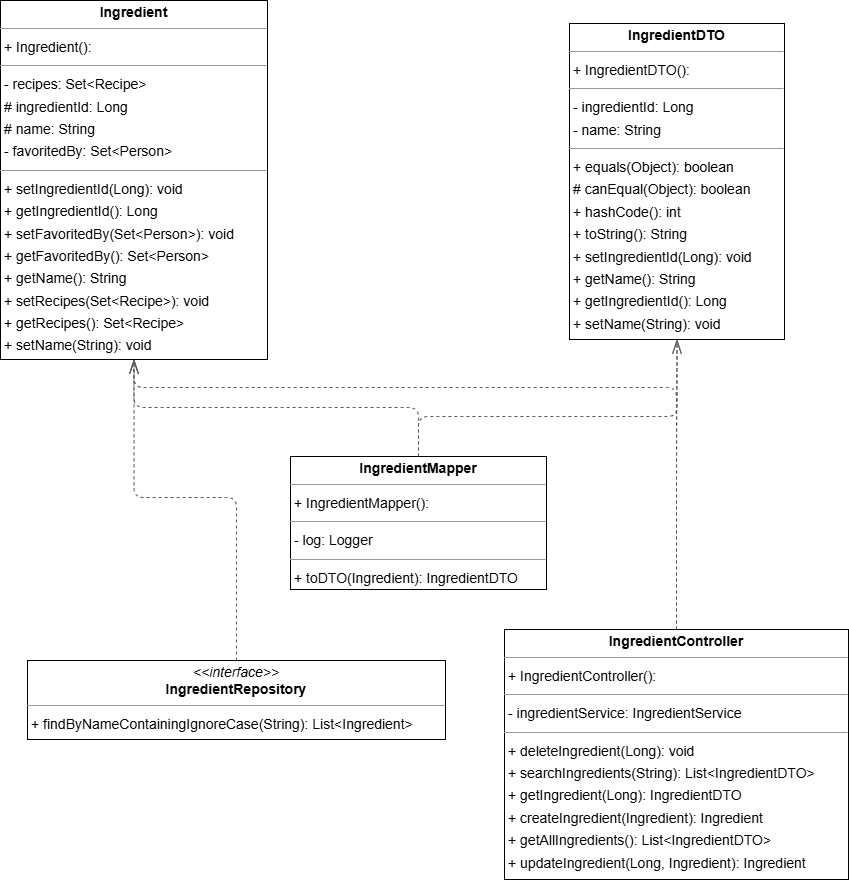 Ingredient
+ Ingredient():
- recipes: Set<Recipe>
# ingredientId: Long
# name: String
- favoritedBy: Set<Person>
+ setIngredientId(Long): void
+ getIngredientId(): Long
+ setFavoritedBy(Set<Person>): void
+ getFavoritedBy(): Set<Person>
+ getName(): String
+ setRecipes(Set<Recipe>): void
+ getRecipes(): Set<Recipe>
+ setName(String): void
IngredientDTO
+ IngredientDTO():
- ingredientId: Long
- name: String
+ equals(Object): boolean
# canEqual(Object): boolean
+ hashCode(): int
+ toString(): String
+ setIngredientId(Long): void
+ getName(): String
+ getIngredientId(): Long
+ setName(String): void
IngredientMapper
+ IngredientMapper():
- log: Logger
+ toDTO(Ingredient): IngredientDTO
<<interface>>
IngredientRepository
+ findByNameContainingIgnoreCase(String): List<Ingredient>
IngredientController
+ IngredientController():
- ingredientService: IngredientService
+ deleteIngredient(Long): void
+ searchIngredients(String): List<IngredientDTO>
+ getIngredient(Long): IngredientDTO
+ createIngredient(Ingredient): Ingredient
+ getAllIngredients(): List<IngredientDTO>
+ updateIngredient(Long, Ingredient): Ingredient